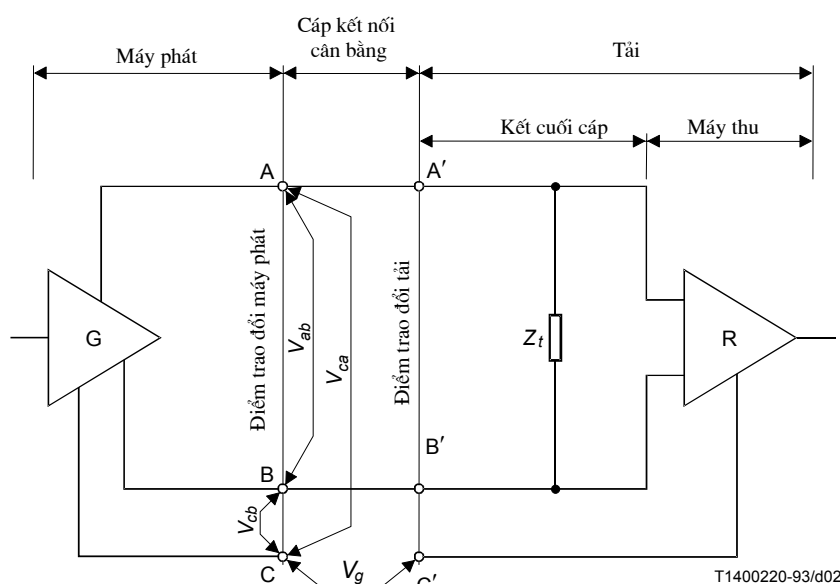 Cáp kết nối
cân bằng
Máy phát
Tải
Kết cuối cáp
Máy thu
A
A′
Điểm trao đổi máy phát
V_ab
V_ca
Điểm trao đổi tải
G
Z_t
R
B′
B
V_cb
C
V_g
C′
T1400220-93/d02